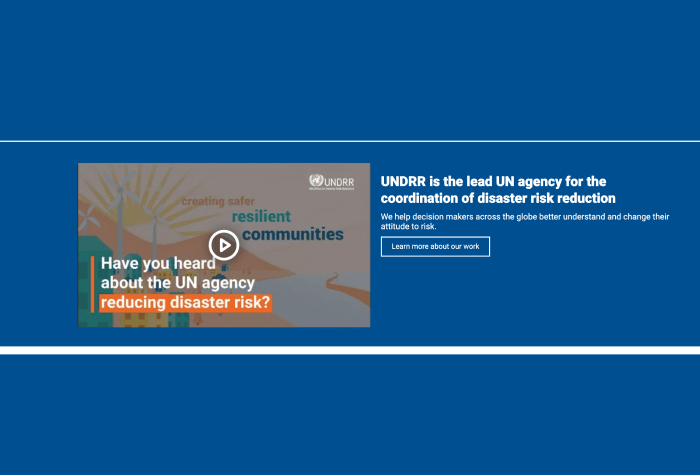 UNDRR
creating safer
resilient
communities
Have you heard
about the UN agency
reducing disaster risk?
UNDRR is the lead UN agency for the
coordination of disaster risk reduction
We help decision makers across the globe better understand and change their
attitude to risk.
Learn more about our work